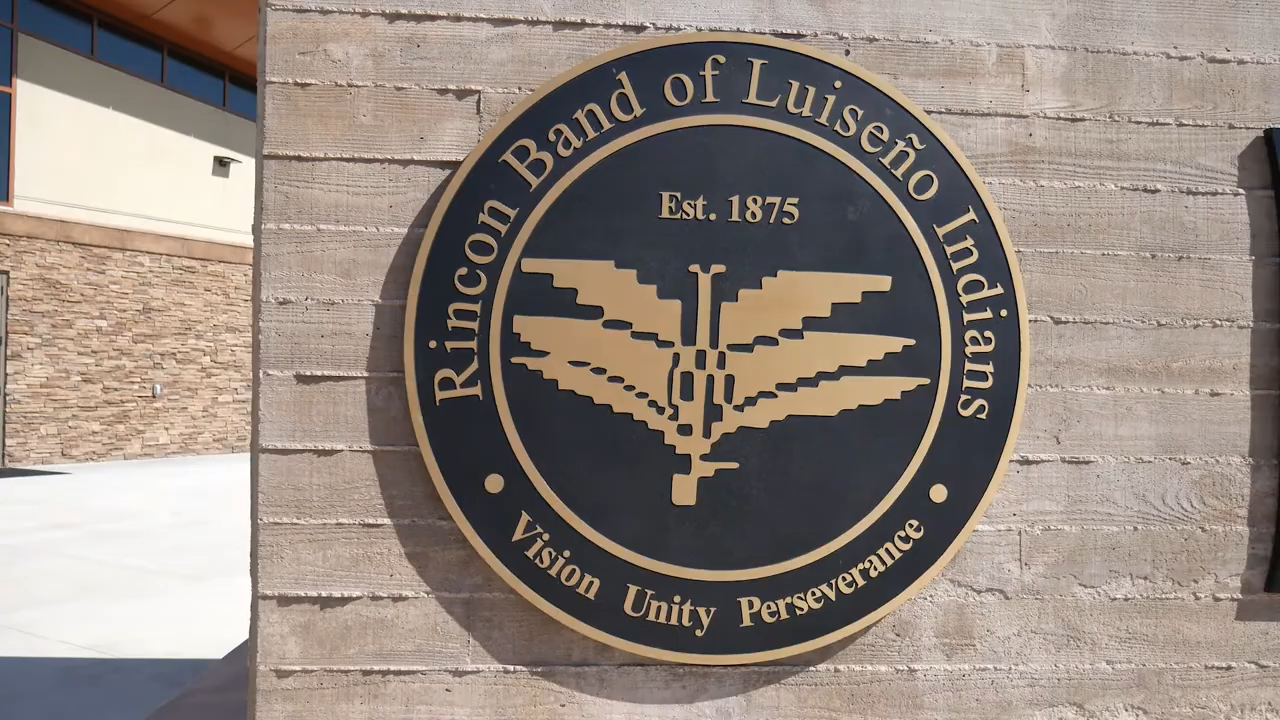 Rincon Band of Luiseño Indians
Est. 1875
Vision Unity Perseverance